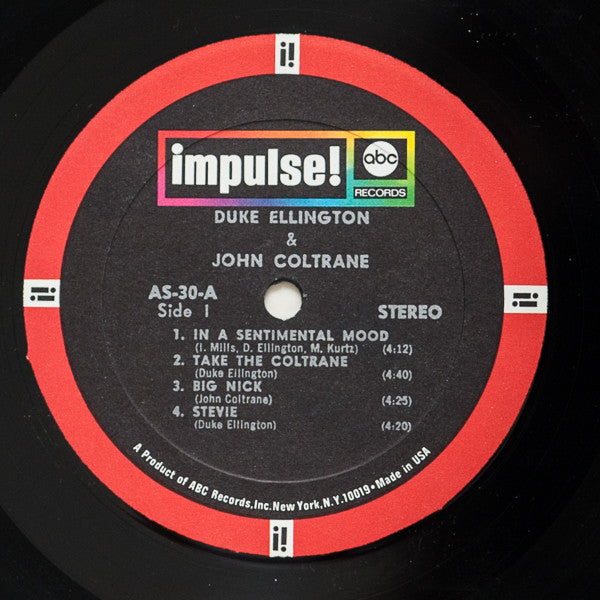 i!
impulse!
abc
RECORDS
DUKE ELLINGTON
&
JOHN COLTRANE
AS-30-A
Side 1
STEREO
1. IN A SENTIMENTAL MOOD
(I. Mills, D. Ellington, M. Kurtz) (4:12)
2. TAKE THE COLTRANE
(Duke Ellington) (4:40)
3. BIG NICK
(John Coltrane) (4:25)
4. STEVIE
(Duke Ellington) (4:20)
i!
i!
A Product of ABC Records, Inc. New York, N.Y. 10019 • Made in USA
i!